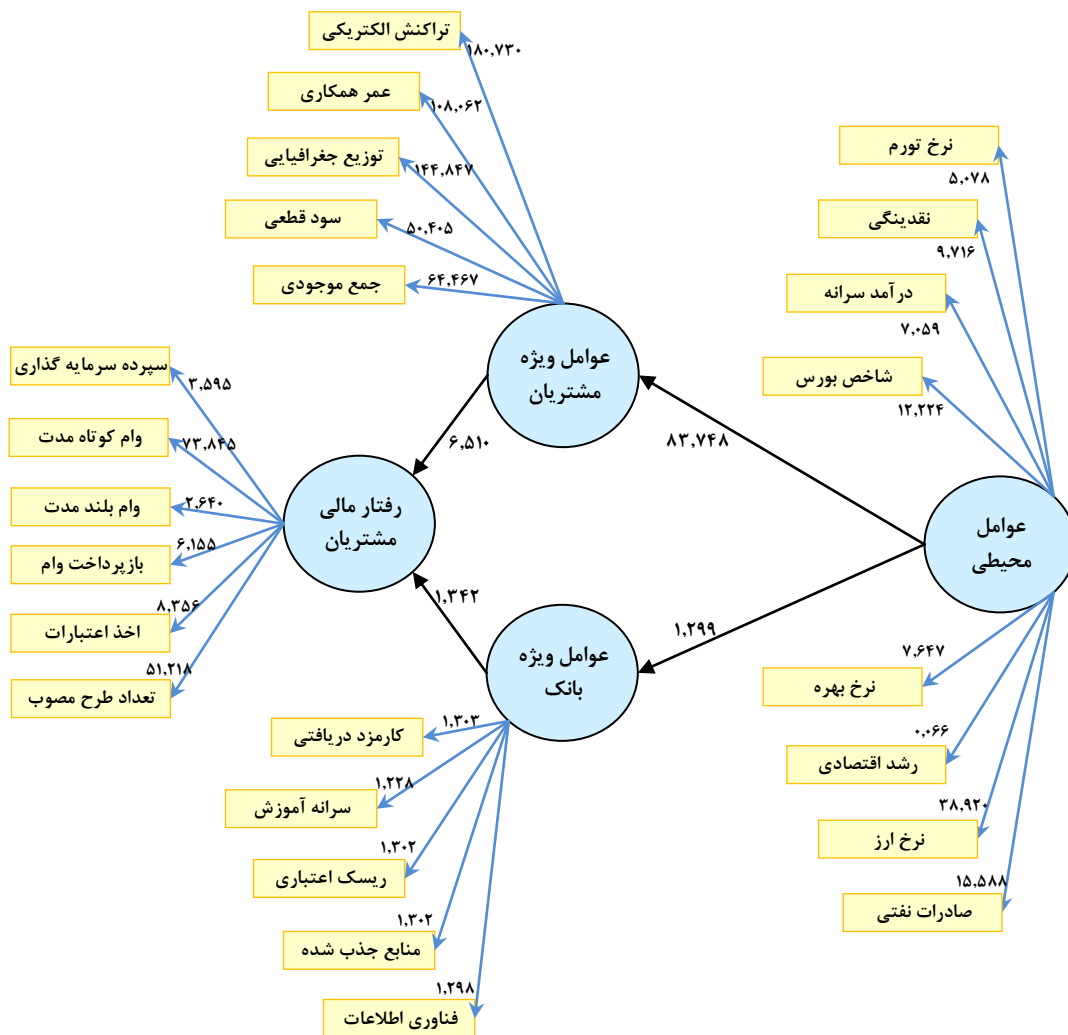 تراکنش الکتریکی
۱۸۰,۷۳۰
عمر همکاری
۱۰۸,۰۶۲
توزیع جغرافیایی
۱۴۴,۸۴۷
سود قطعی
۵۰,۴۰۵
جمع موجودی
۶۴,۴۶۷
نرخ تورم
۵,۰۷۸
نقدینگی
۹,۷۱۶
درآمد سرانه
۷,۰۵۹
شاخص بورس
۱۲,۲۲۴
عوامل ویژه
مشتریان
۸۳,۷۴۸
۶,۵۱۰
سپرده سرمایه گذاری
۳,۵۹۵
وام کوتاه مدت
۷۳,۸۴۵
وام بلند مدت
۲,۶۴۰
بازپرداخت وام
۶,۱۵۵
اخذ اعتبارات
۸,۳۵۶
تعداد طرح مصوب
۵۱,۲۱۸
رفتار مالی
مشتریان
عوامل
محیطی
۱,۳۴۲
۱,۲۹۹
عوامل ویژه
بانک
نرخ بهره
۷,۶۴۷
رشد اقتصادی
۰,۰۶۶
نرخ ارز
۳۸,۹۲۰
صادرات نفتی
۱۵,۵۸۸
کارمزد دریافتی
۱,۳۰۳
سرانه آموزش
۱,۲۲۸
ریسک اعتباری
۱,۳۰۲
منابع جذب شده
۱,۳۰۲
فناوری اطلاعات
۱,۲۹۸